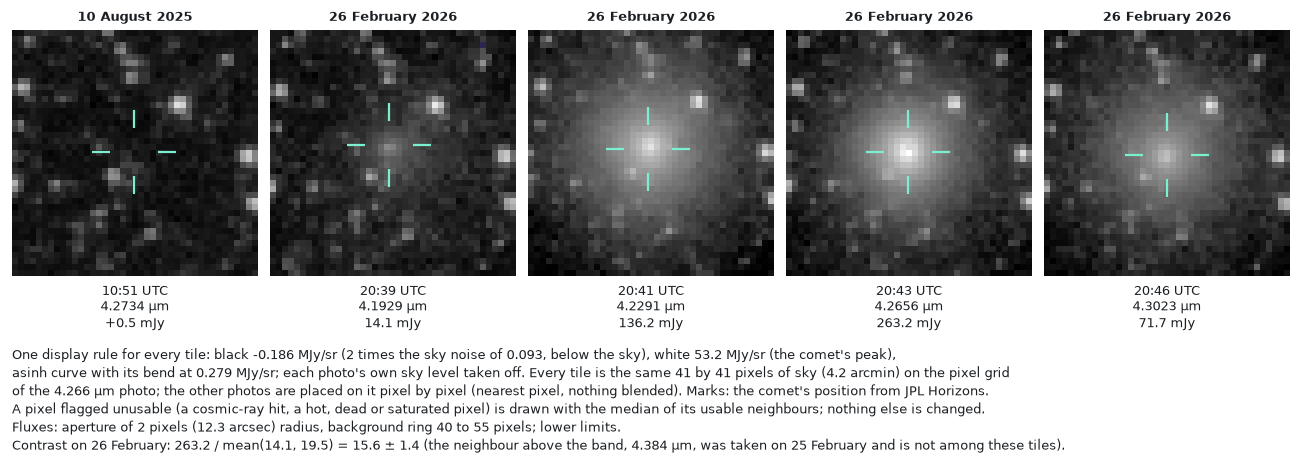 10 August 2025
26 February 2026
26 February 2026
26 February 2026
26 February 2026
10:51 UTC
4.2734 µm
+0.5 mJy
20:39 UTC
4.1929 µm
14.1 mJy
20:41 UTC
4.2291 µm
136.2 mJy
20:43 UTC
4.2656 µm
263.2 mJy
20:46 UTC
4.3023 µm
71.7 mJy
One display rule for every tile: black -0.186 MJy/sr (2 times the sky noise of 0.093, below the sky), white 53.2 MJy/sr (the comet's peak),
asinh curve with its bend at 0.279 MJy/sr; each photo's own sky level taken off. Every tile is the same 41 by 41 pixels of sky (4.2 arcmin) on the pixel grid
of the 4.266 µm photo; the other photos are placed on it pixel by pixel (nearest pixel, nothing blended). Marks: the comet's position from JPL Horizons.
A pixel flagged unusable (a cosmic-ray hit, a hot, dead or saturated pixel) is drawn with the median of its usable neighbours; nothing else is changed.
Fluxes: aperture of 2 pixels (12.3 arcsec) radius, background ring 40 to 55 pixels; lower limits.
Contrast on 26 February: 263.2 / mean(14.1, 19.5) = 15.6 ± 1.4 (the neighbour above the band, 4.384 µm, was taken on 25 February and is not among these tiles).